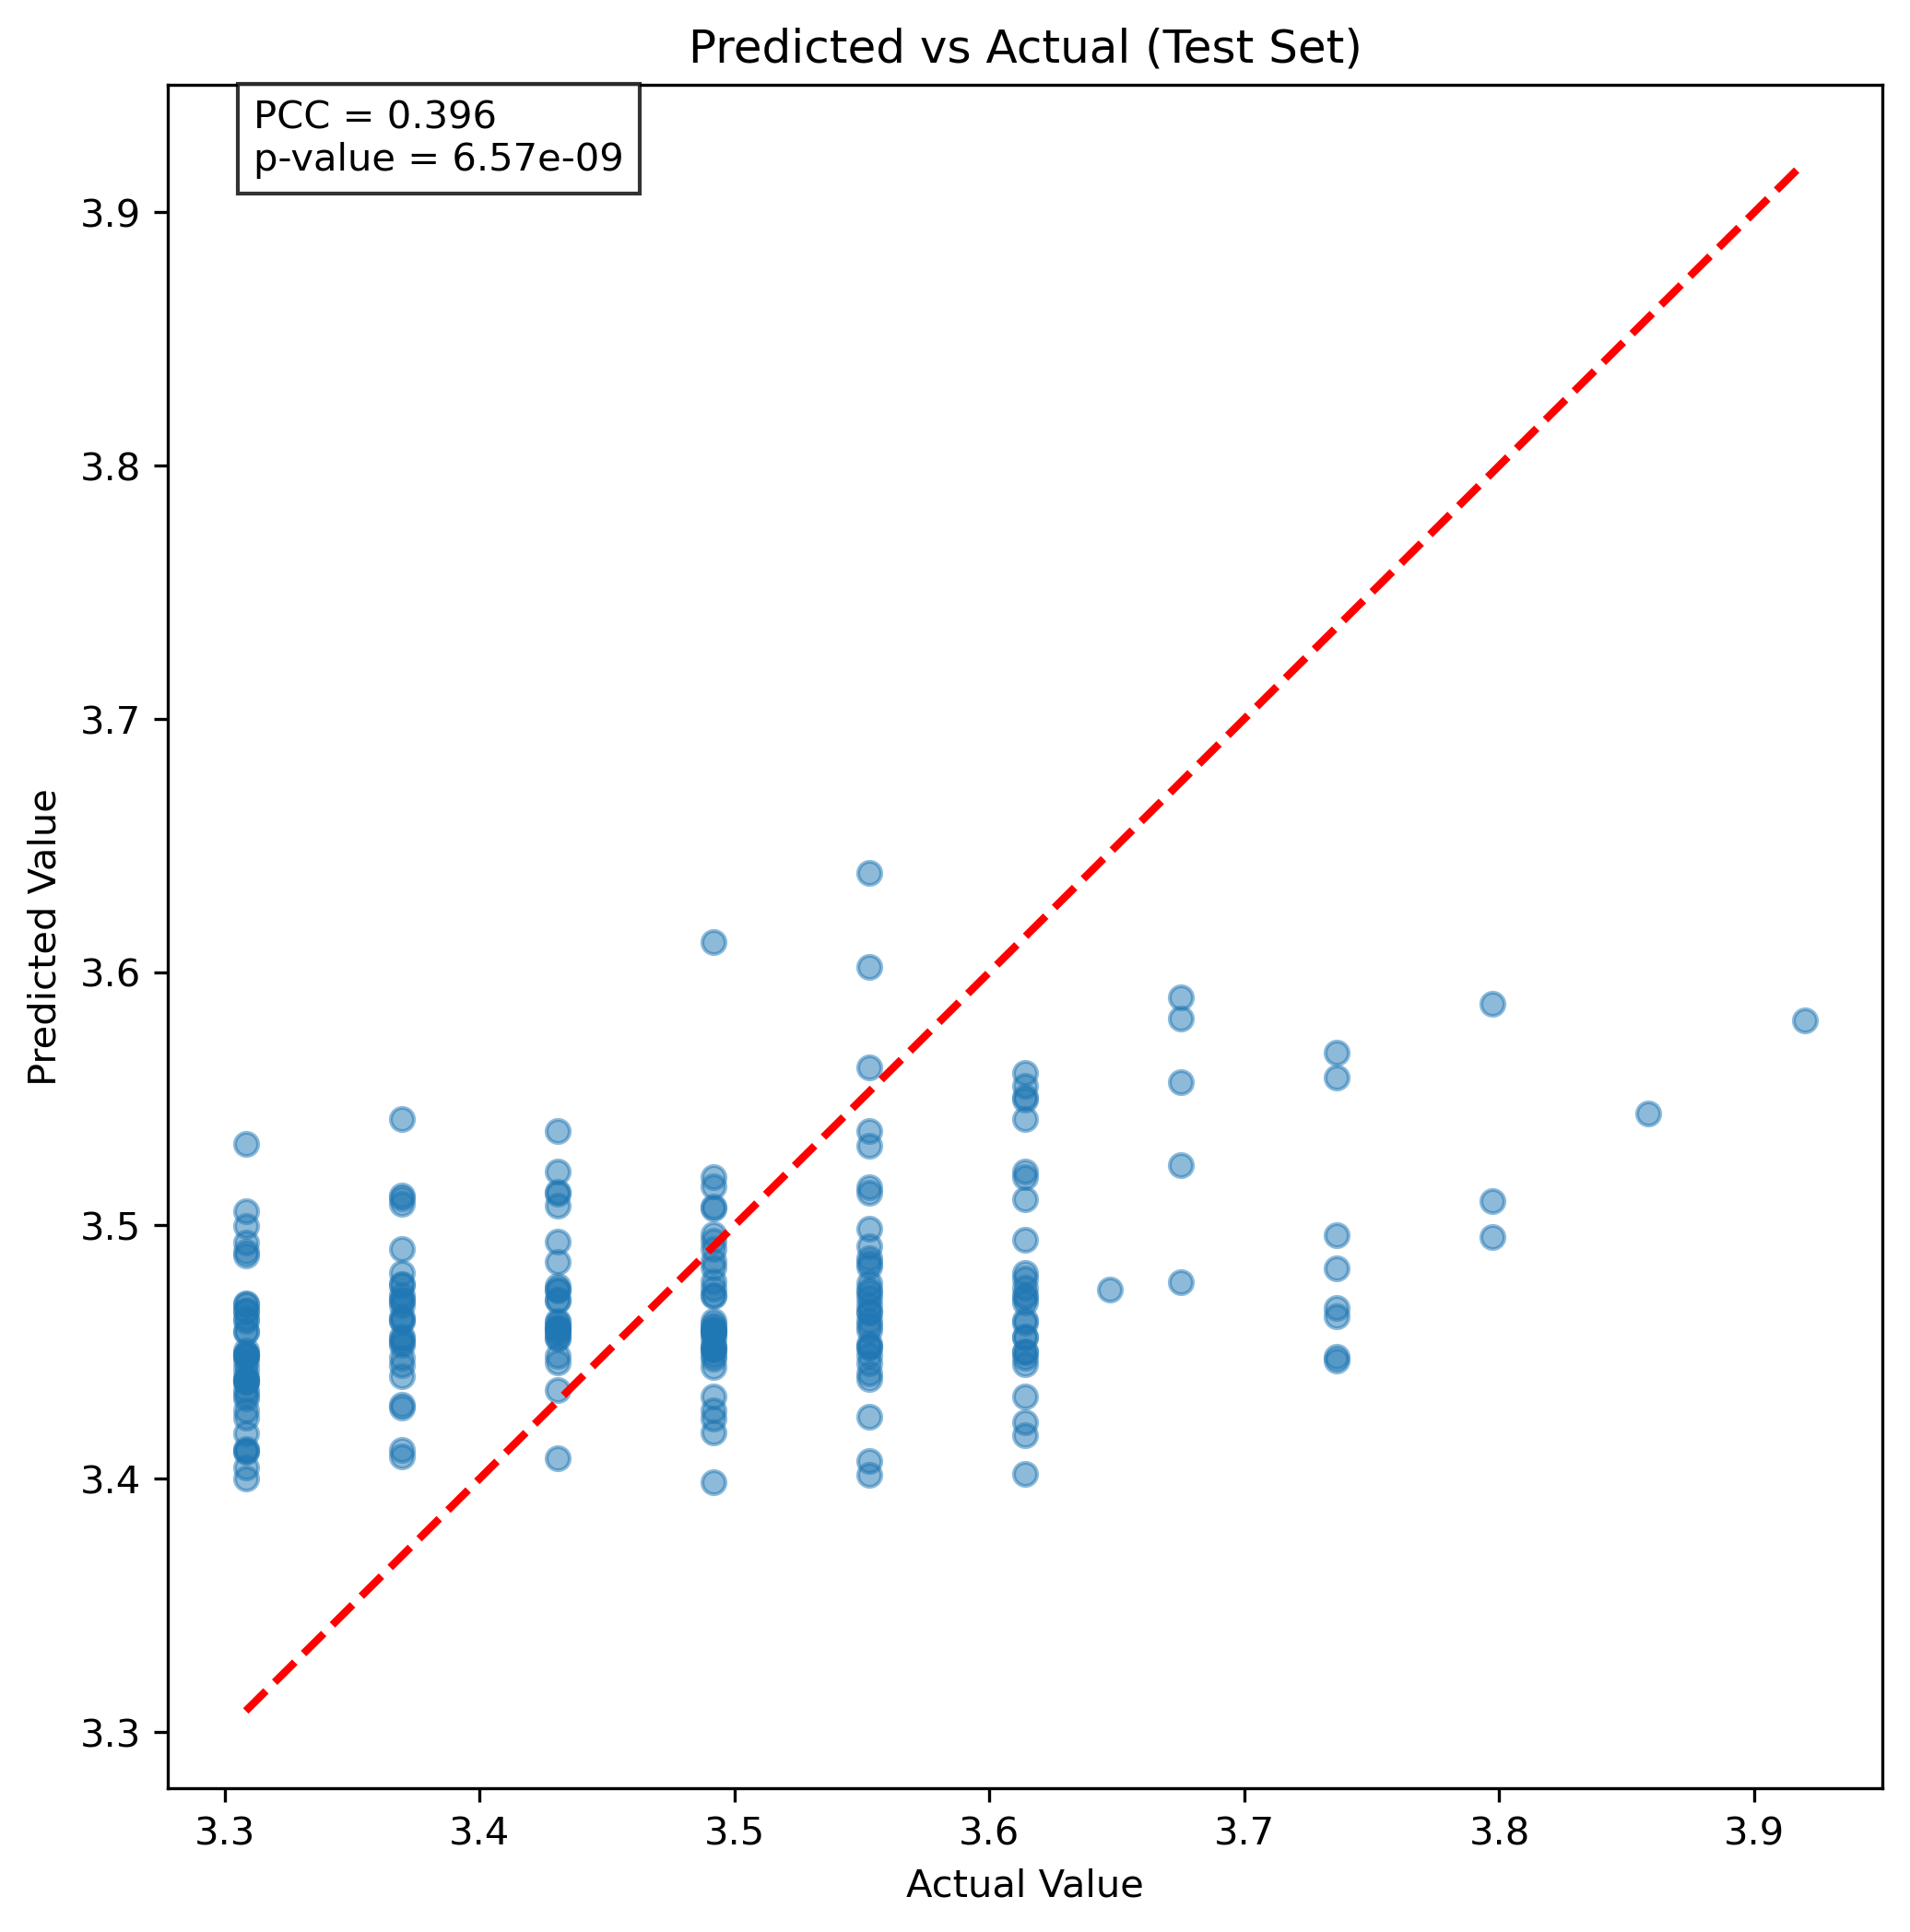 Predicted vs Actual (Test Set)
PCC = 0.396
p-value = 6.57e-09
3.9
3.8
3.7
3.6
3.5
3.4
3.3
Predicted Value
3.3 3.4 3.5 3.6 3.7 3.8 3.9
Actual Value